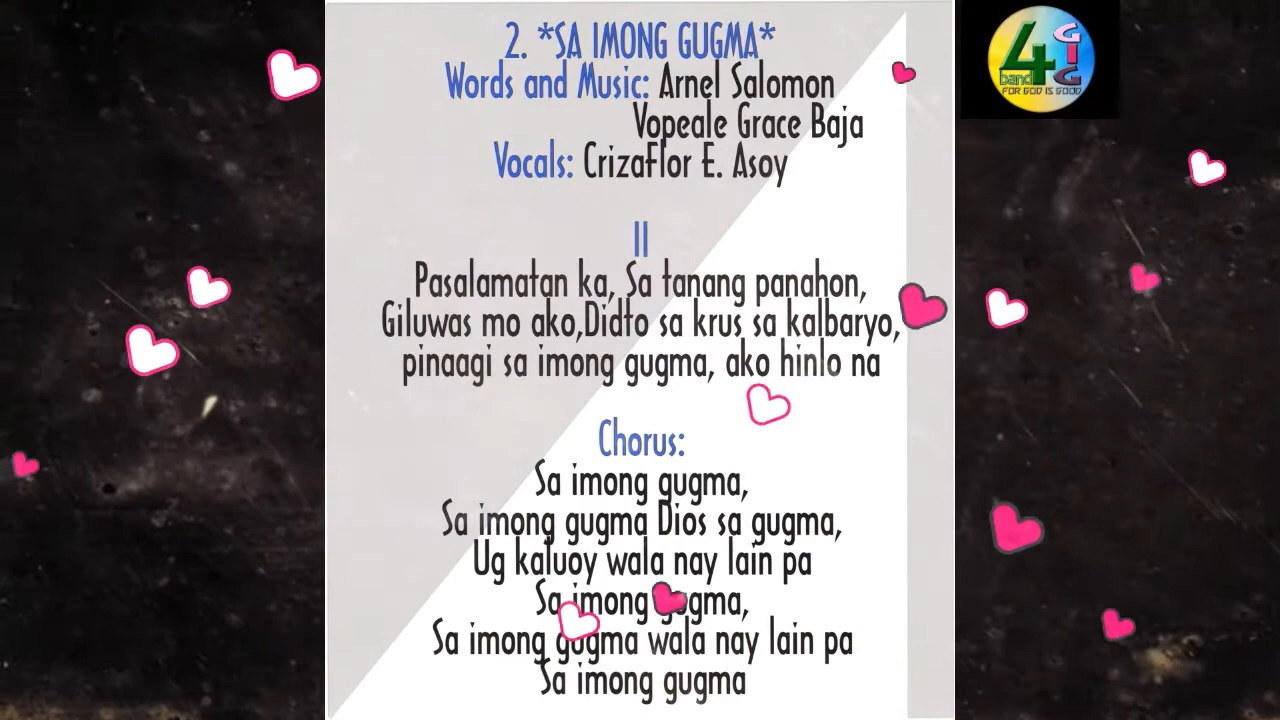 2. *SA IMONG GUGMA*
Words and Music: Arnel Salomon
Vopeale Grace Baja
Vocals: CrizaFlor E. Asoy
II
Pasalamatan ka, Sa tanang panahon,
Giluwas mo ako,Didto sa krus sa kalbaryo,
pinaagi sa imong gugma, ako hinlo na
Chorus:
Sa imong gugma,
Sa imong gugma Dios sa gugma,
Ug kaluoy wala nay lain pa
Sa imong gugma,
Sa imong gugma wala nay lain pa
Sa imong gugma
4
GIG
band
FOR GOD IS GOOD